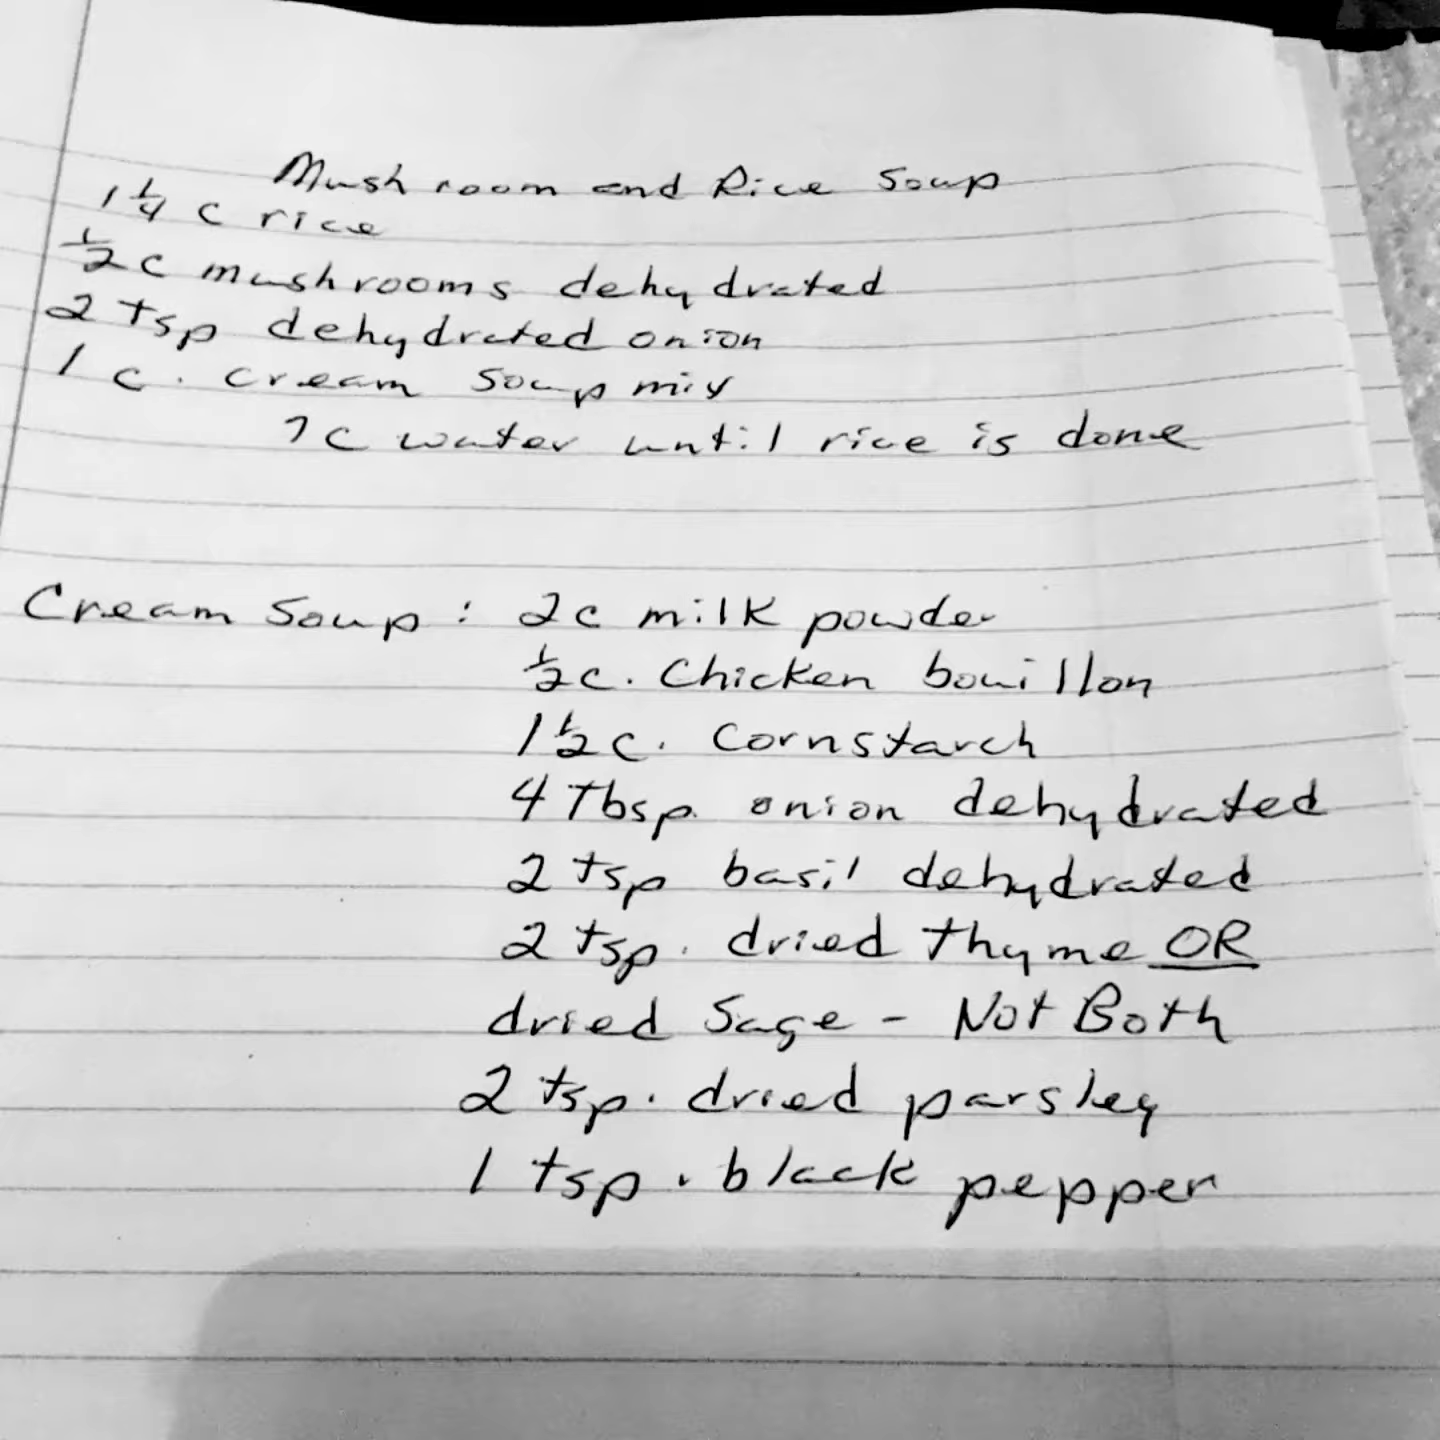 Mushroom and Rice Soup
1 1/4 c rice
1/2 c mushrooms dehydrated
2 tsp dehydrated onion
1 c. cream soup mix
7c water until rice is done
Cream Soup: 2c milk powder
1/2c. Chicken bouillon
1 1/2c. Cornstarch
4 Tbsp. onion dehydrated
2 tsp basil dehydrated
2 tsp. dried thyme OR
dried Sage - Not Both
2 tsp. dried parsley
1 tsp. black pepper